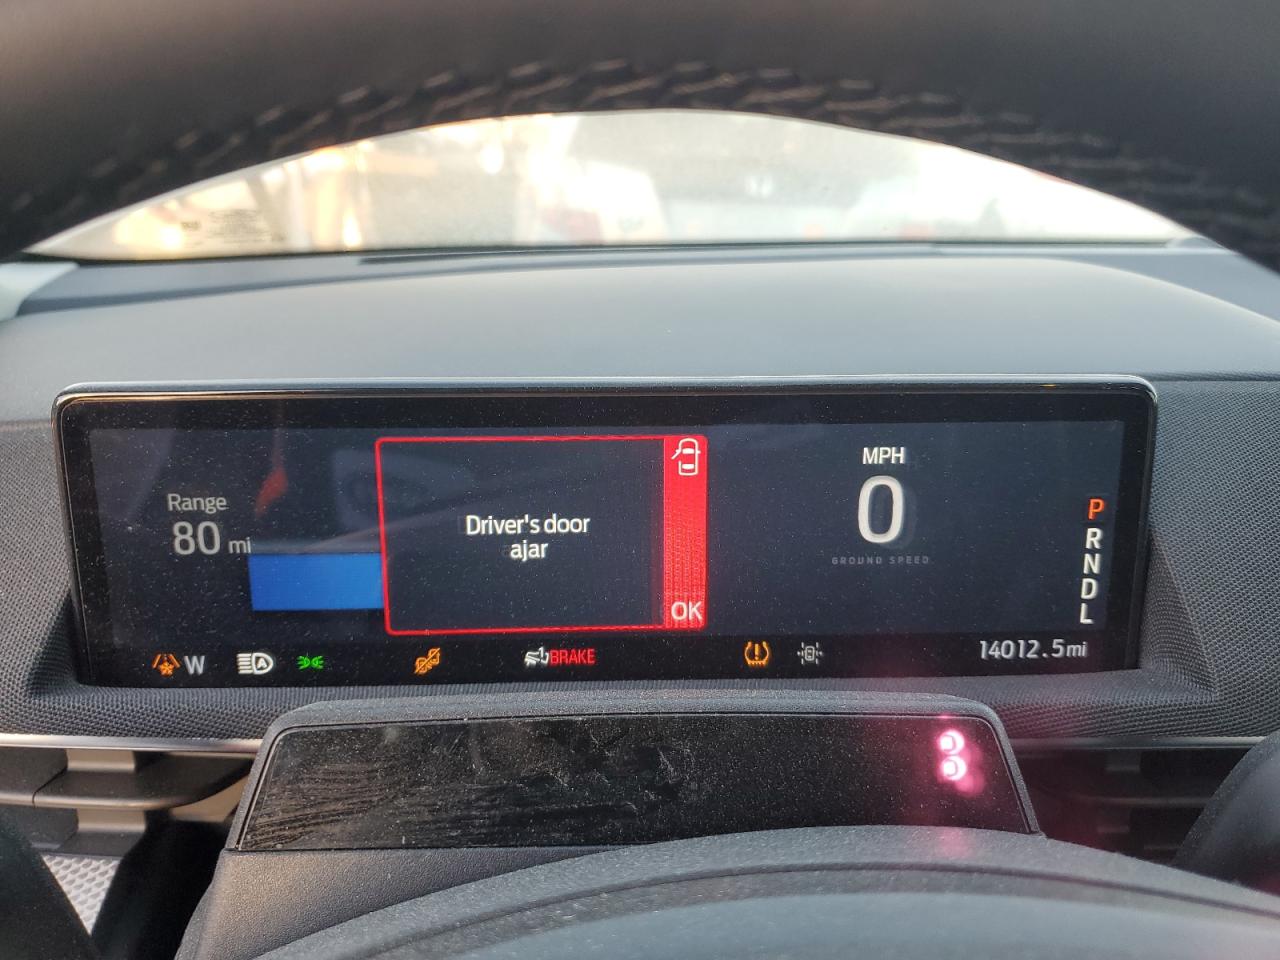 Range
80 mi
Driver's door
ajar
OK
MPH
0
GROUND SPEED
P
R
N
D
L
W
A
BRAKE
14012.5mi